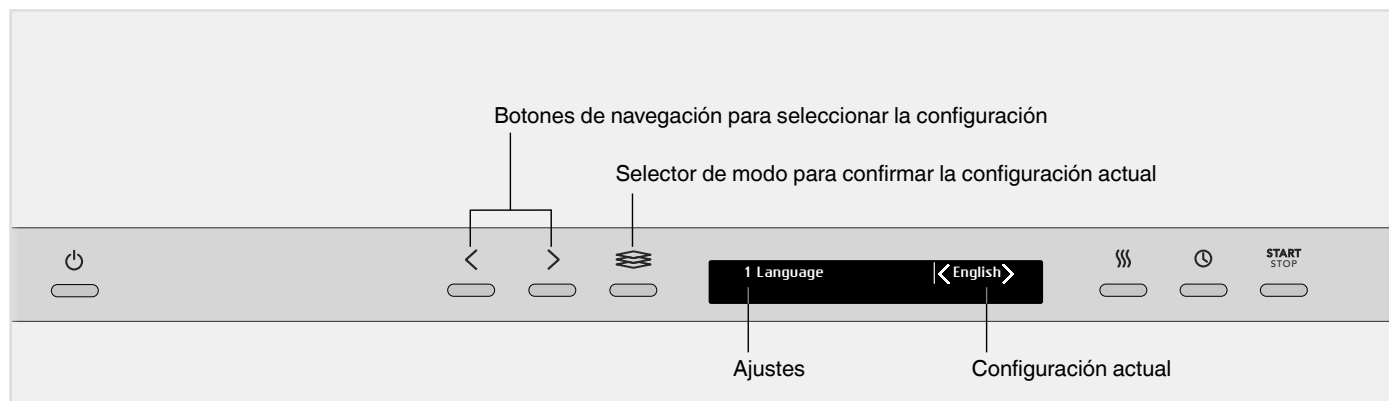 Botones de navegación para seleccionar la configuración
Selector de modo para confirmar la configuración actual
1 Language
English
START
STOP
Ajustes
Configuración actual